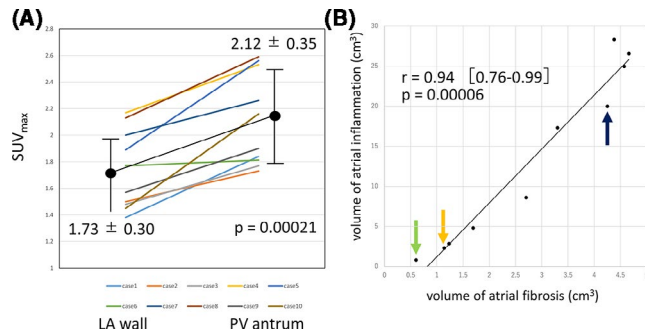 (A)
2.8
2.6
2.4
2.2
2
1.8
1.6
1.4
1.2
1
SUVmax
2.12 ± 0.35
1.73 ± 0.30
p = 0.00021
case1 case2 case3 case4 case5
case6 case7 case8 case9 case10
LA wall PV antrum
(B)
30
25
20
15
10
5
0
volume of atrial inflammation (cm3)
r = 0.94 [0.76-0.99]
p = 0.00006
0 0.5 1 1.5 2 2.5 3 3.5 4 4.5 5
volume of atrial fibrosis (cm3)